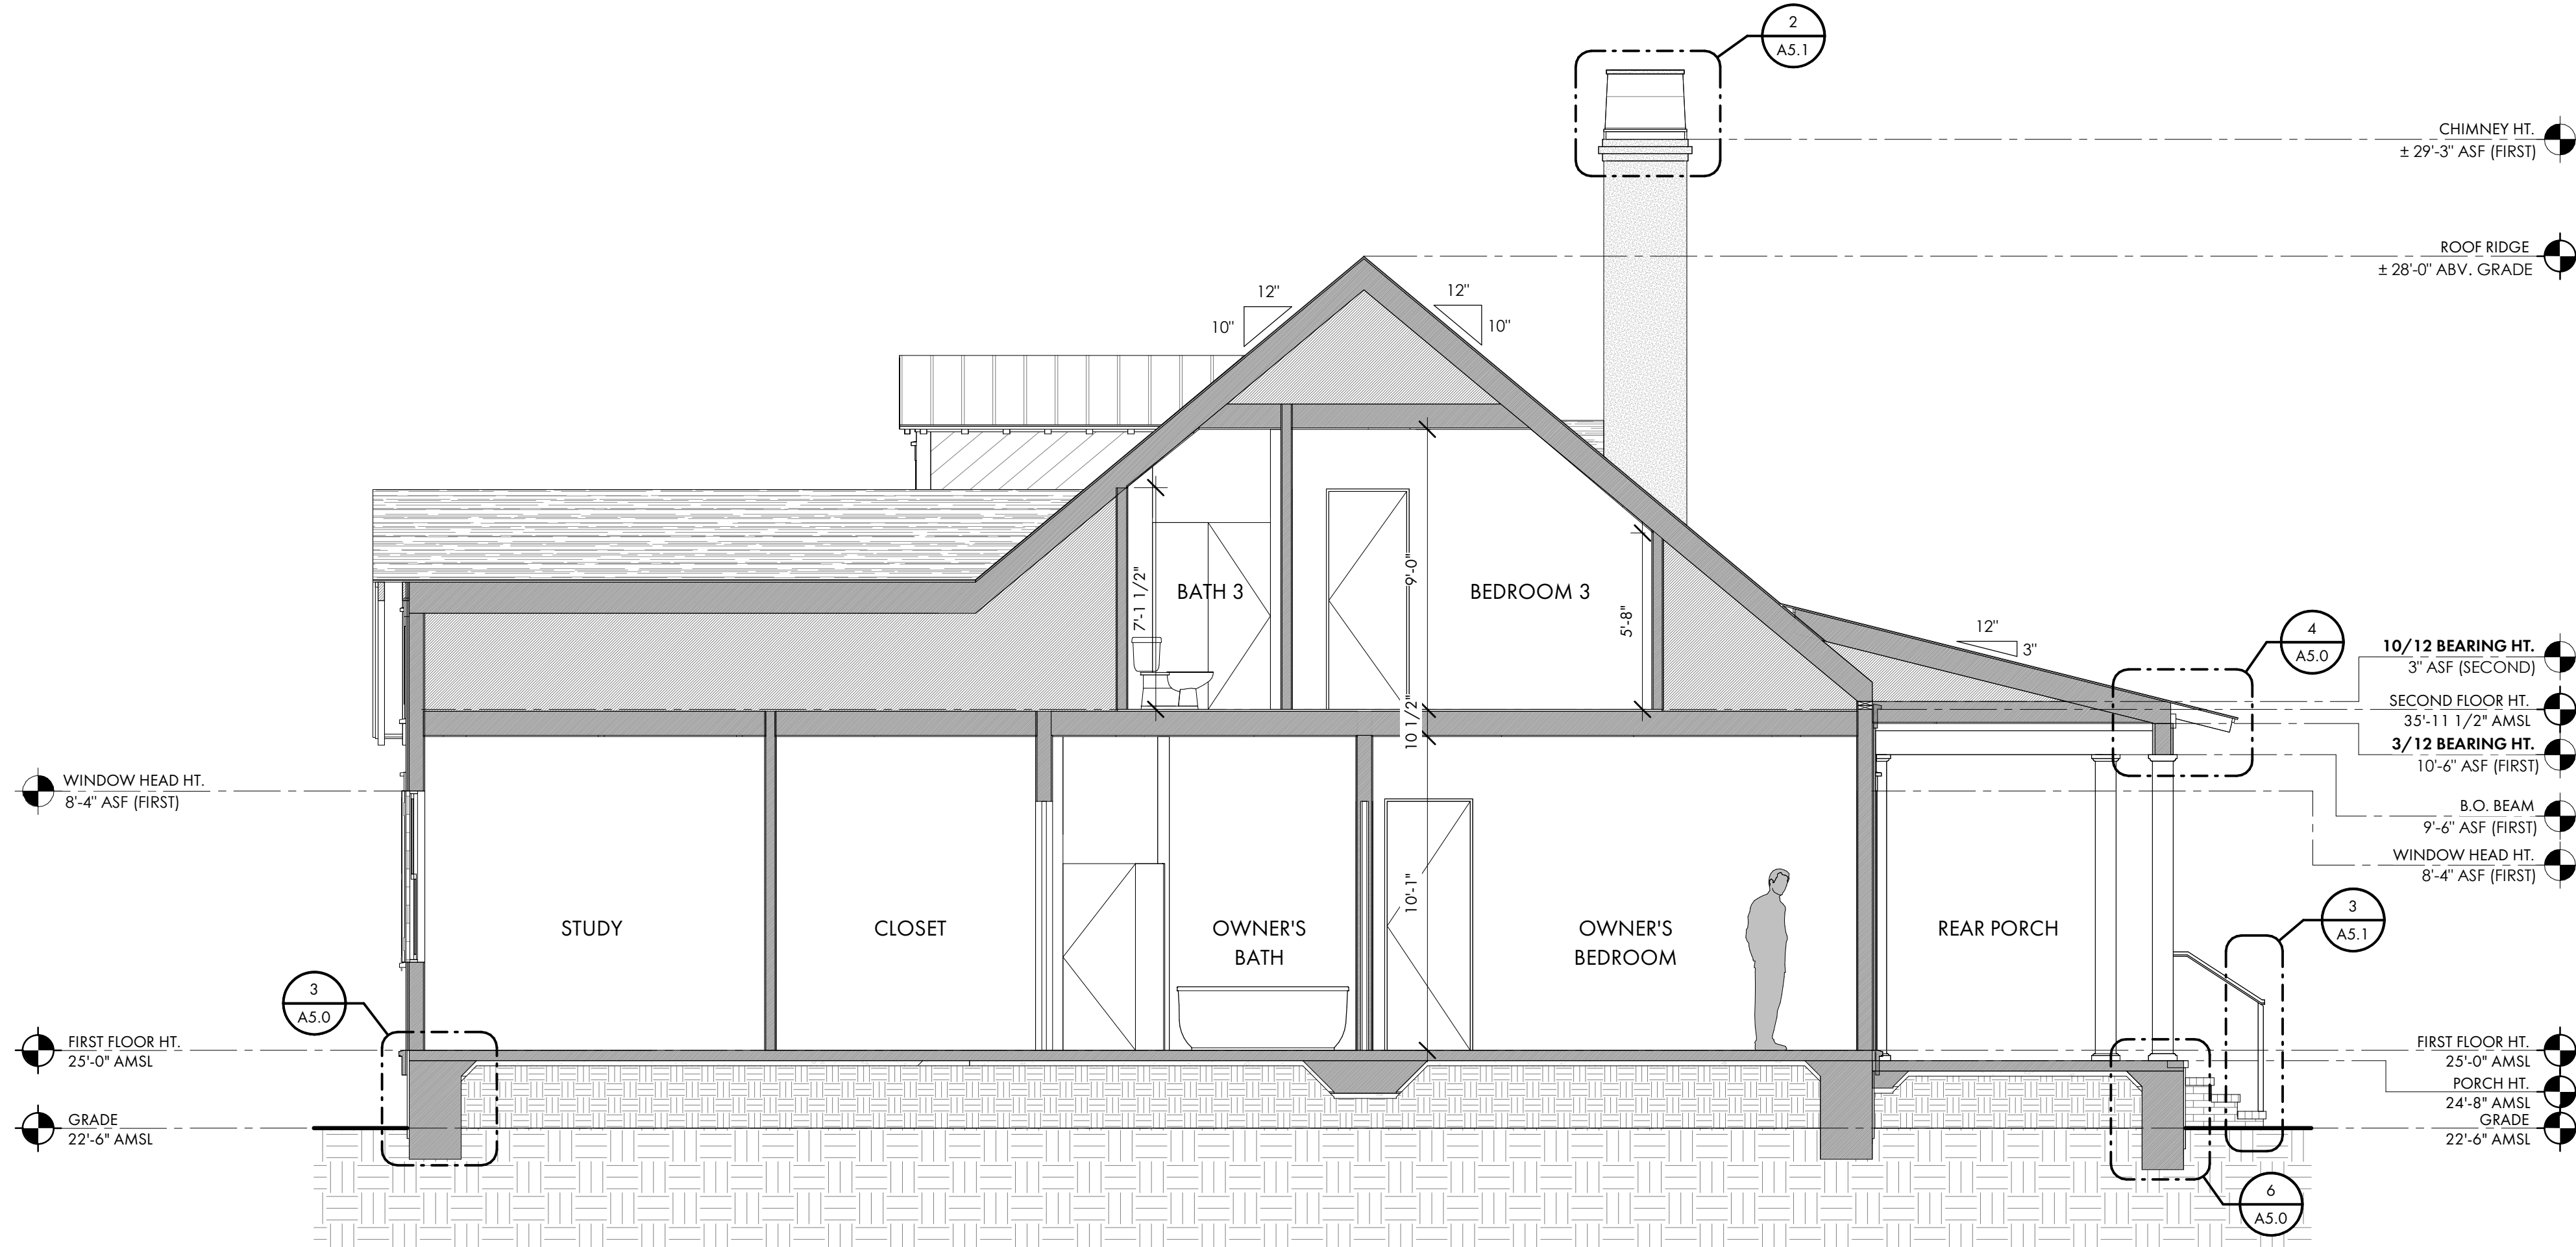 2
A5.1
CHIMNEY HT.
± 29'-3" ASF (FIRST)
ROOF RIDGE
± 28'-0" ABV. GRADE
12"
10"
12"
10"
BATH 3
7'-1 1/2"
9'-0"
BEDROOM 3
5'-8"
12"
3"
4
A5.0
10/12 BEARING HT.
3" ASF (SECOND)
SECOND FLOOR HT.
35'-11 1/2" AMSL
3/12 BEARING HT.
10'-6" ASF (FIRST)
10 1/2"
WINDOW HEAD HT.
8'-4" ASF (FIRST)
B.O. BEAM
9'-6" ASF (FIRST)
WINDOW HEAD HT.
8'-4" ASF (FIRST)
10'-1"
STUDY
CLOSET
OWNER'S
BATH
OWNER'S
BEDROOM
REAR PORCH
3
A5.1
3
A5.0
FIRST FLOOR HT.
25'-0" AMSL
GRADE
22'-6" AMSL
FIRST FLOOR HT.
25'-0" AMSL
PORCH HT.
24'-8" AMSL
GRADE
22'-6" AMSL
6
A5.0